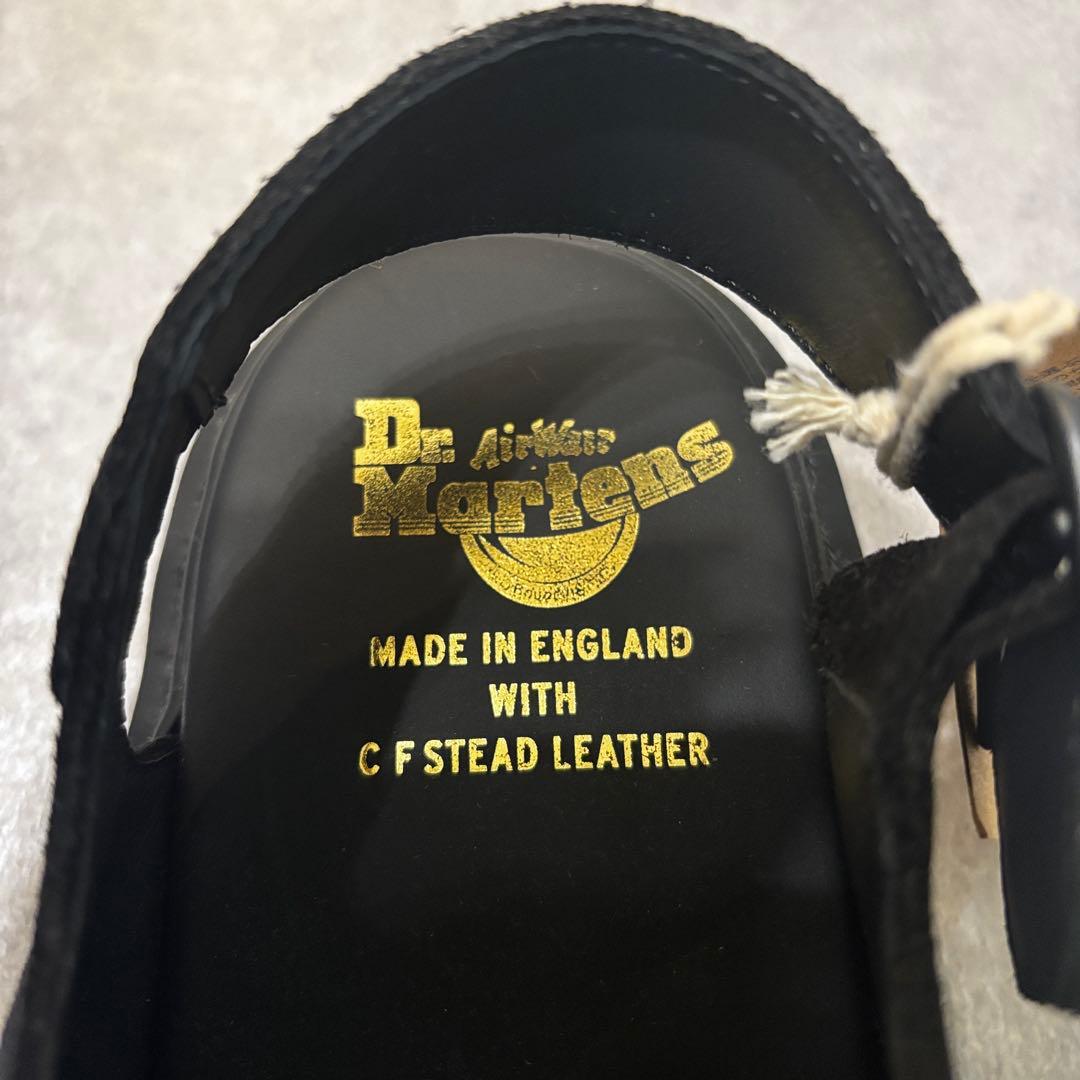 Dr. AirWair
Martens
MADE IN ENGLAND
WITH
C F STEAD LEATHER